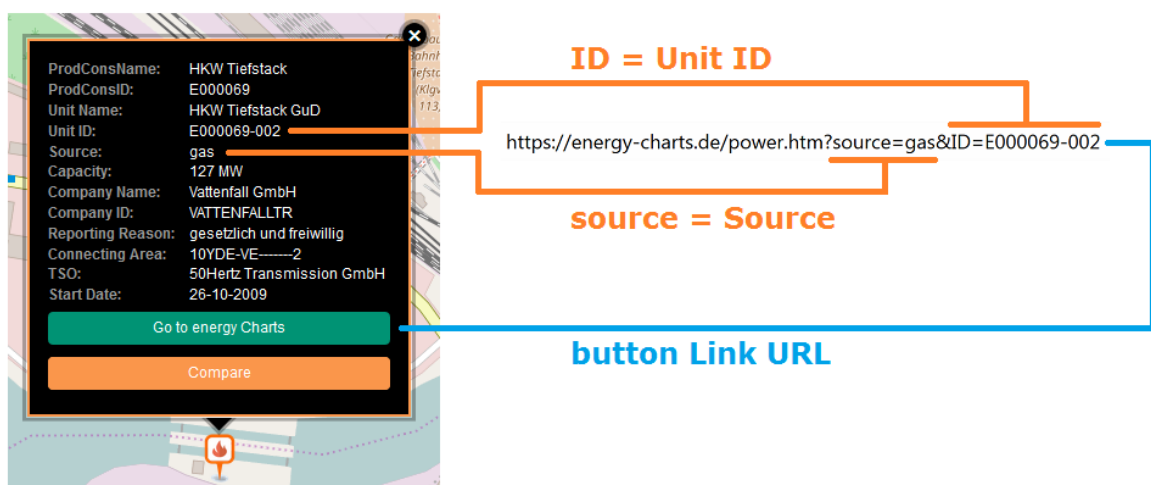 ProdConsName: HKW Tiefstack
ProdConsID: E000069
Unit Name: HKW Tiefstack GuD
Unit ID: E000069-002
Source: gas
Capacity: 127 MW
Company Name: Vattenfall GmbH
Company ID: VATTENFALLTR
Reporting Reason: gesetzlich und freiwillig
Connecting Area: 10YDE-VE-------2
TSO: 50Hertz Transmission GmbH
Start Date: 26-10-2009
Go to energy Charts
Compare
(Klgv
113,
ID = Unit ID
https://energy-charts.de/power.htm?source=gas&ID=E000069-002
source = Source
button Link URL